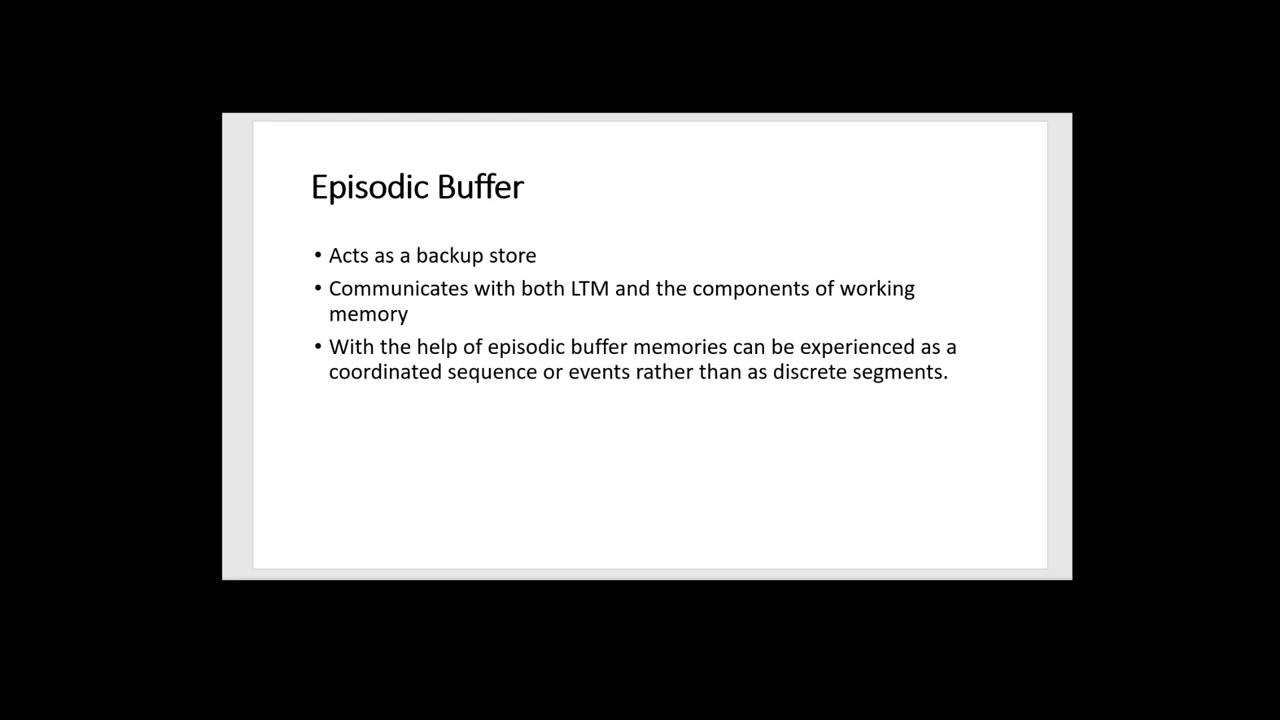 Episodic Buffer
• Acts as a backup store
• Communicates with both LTM and the components of working
memory
• With the help of episodic buffer memories can be experienced as a
coordinated sequence or events rather than as discrete segments.